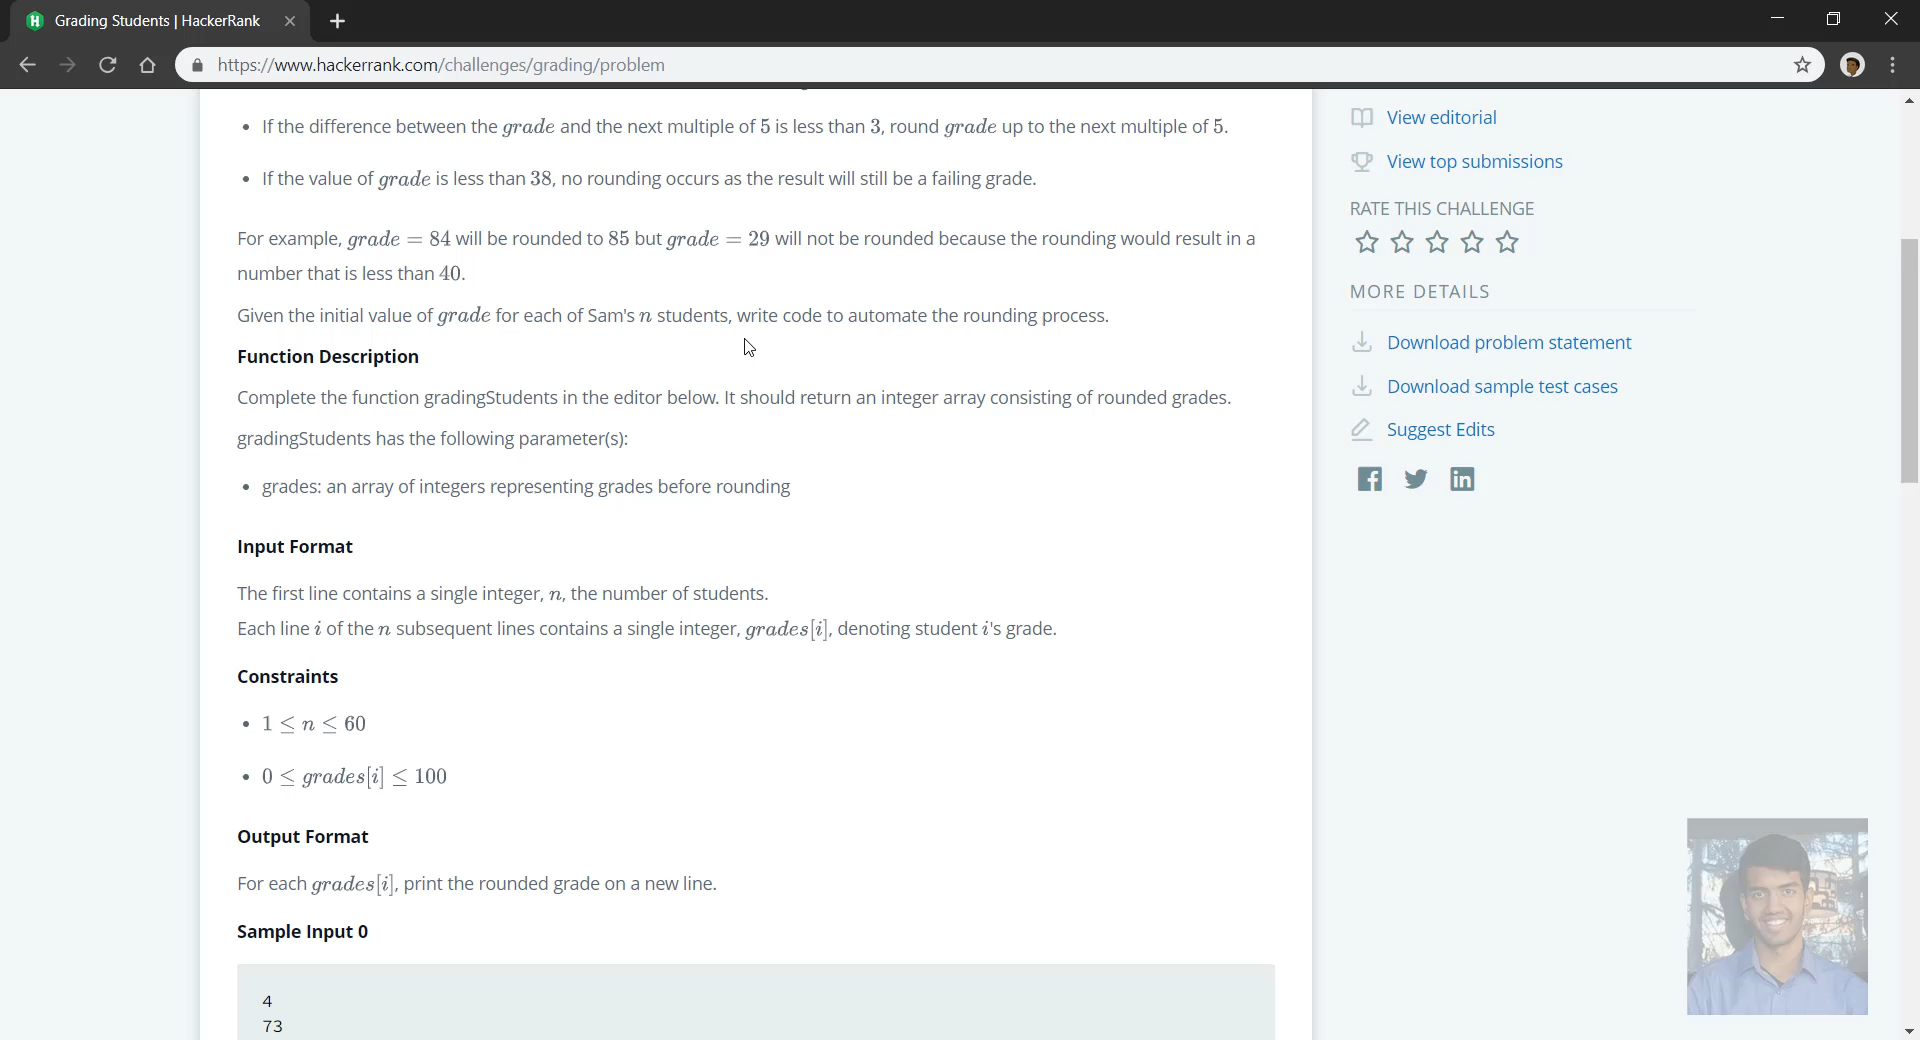 Grading Students | HackerRank
https://www.hackerrank.com/challenges/grading/problem
• If the difference between the grade and the next multiple of 5 is less than 3, round grade up to the next multiple of 5.
• If the value of grade is less than 38, no rounding occurs as the result will still be a failing grade.
For example, grade = 84 will be rounded to 85 but grade = 29 will not be rounded because the rounding would result in a
number that is less than 40.
Given the initial value of grade for each of Sam's n students, write code to automate the rounding process.
Function Description
Complete the function gradingStudents in the editor below. It should return an integer array consisting of rounded grades.
gradingStudents has the following parameter(s):
• grades: an array of integers representing grades before rounding
Input Format
The first line contains a single integer, n, the number of students.
Each line i of the n subsequent lines contains a single integer, grades[i], denoting student i's grade.
Constraints
• 1 ≤ n ≤ 60
• 0 ≤ grades[i] ≤ 100
Output Format
For each grades[i], print the rounded grade on a new line.
Sample Input 0
4
73
View editorial
View top submissions
RATE THIS CHALLENGE
MORE DETAILS
Download problem statement
Download sample test cases
Suggest Edits